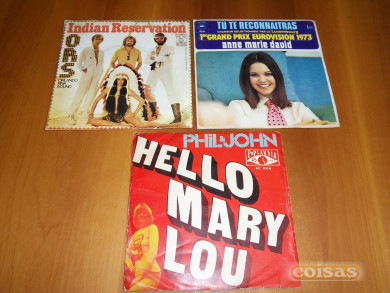 Indian Reservation
ORS
ORLANDO
RIVA
SOUND
TU TE RECONNAITRAS
1er GRAND PRIX EUROVISION 1973
anne marie david
PHIL & JOHN
HELLO
MARY
LOU
coisas